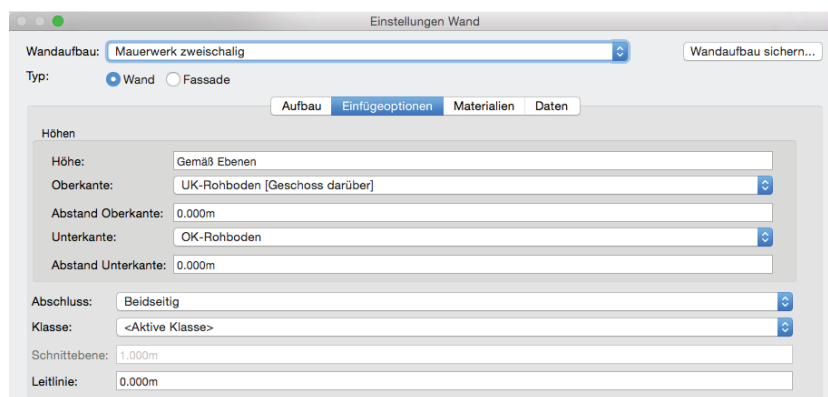 Einstellungen Wand
Wandaufbau: Mauerwerk zweischalig Wandaufbau sichern...
Typ: Wand Fassade
Aufbau Einfügeoptionen Materialien Daten
Höhen
Höhe: Gemäß Ebenen
Oberkante: UK-Rohboden [Geschoss darüber]
Abstand Oberkante: 0.000m
Unterkante: OK-Rohboden
Abstand Unterkante: 0.000m
Abschluss: Beidseitig
Klasse: <Aktive Klasse>
Schnittebene: 1.000m
Leitlinie: 0.000m